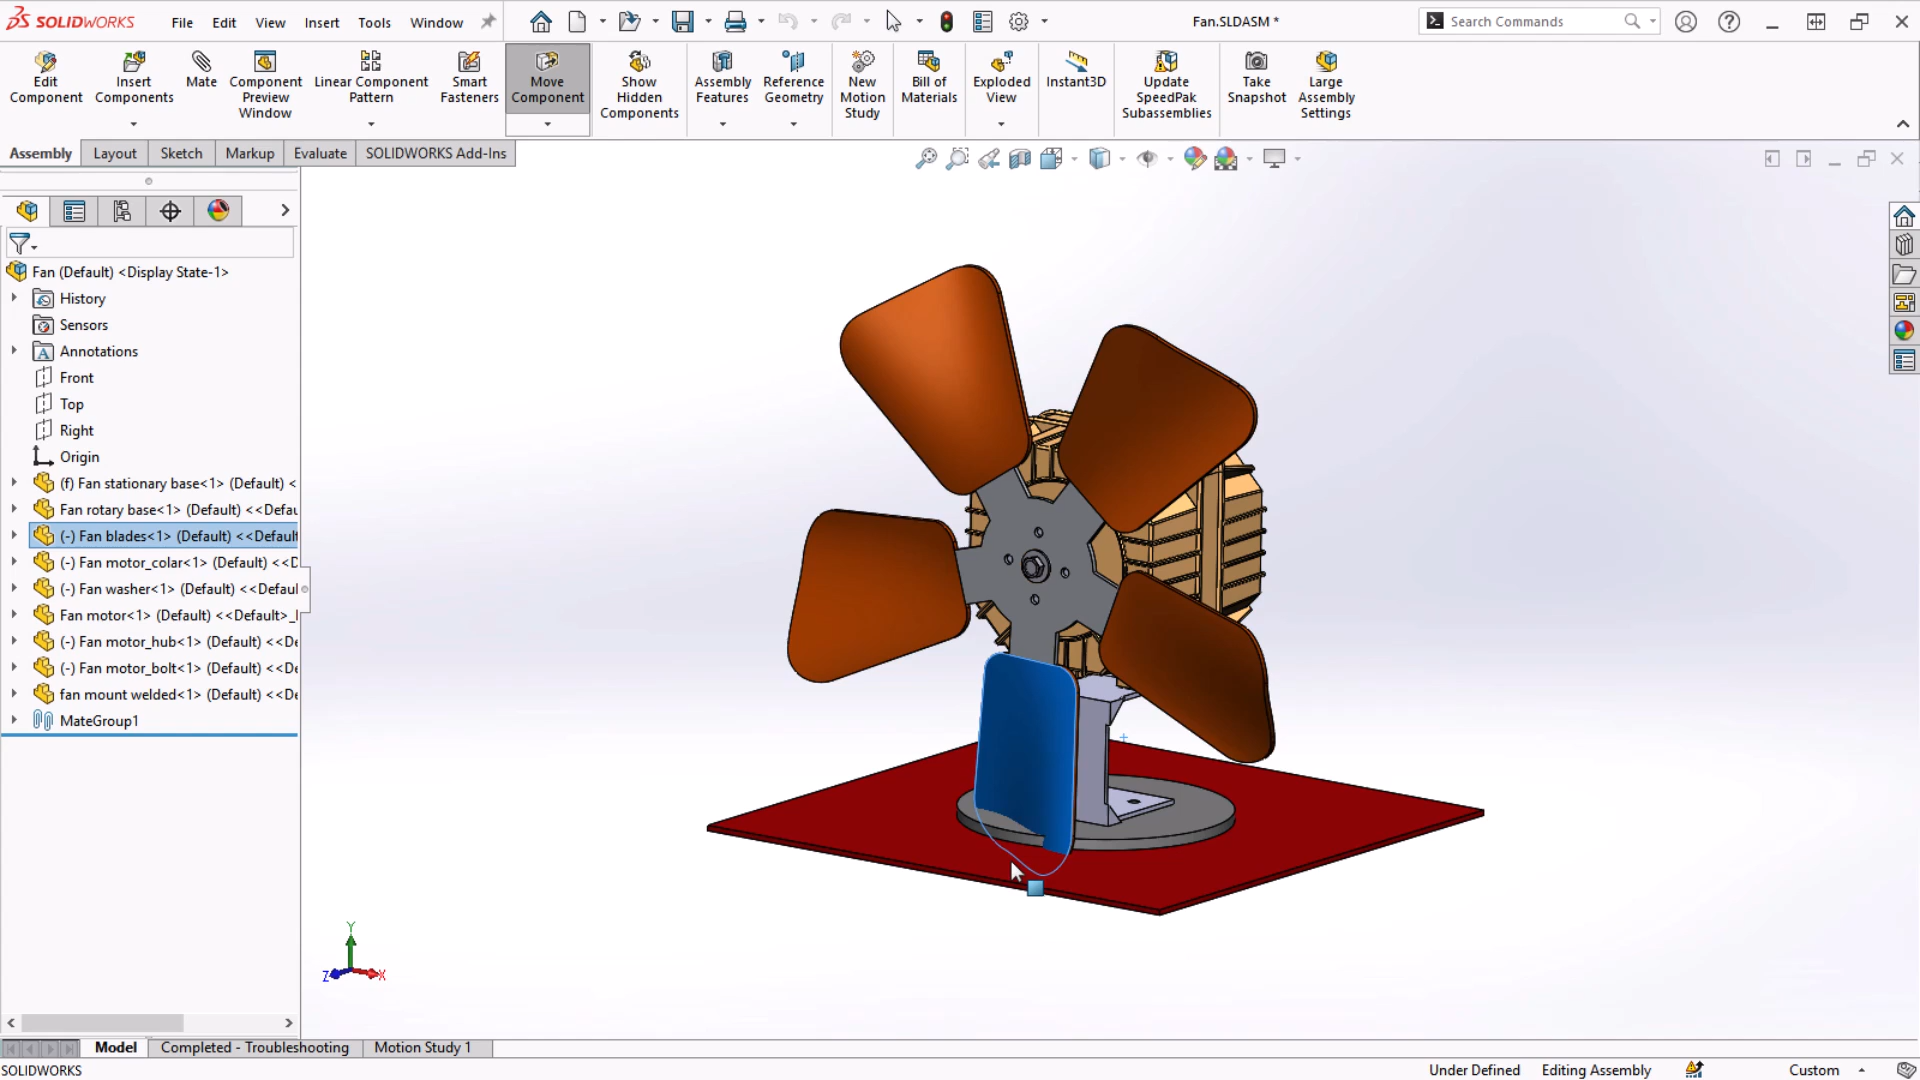 SOLIDWORKS File Edit View Insert Tools Window Fan.SLDASM * Search Commands
Edit Component
Insert Components
Mate
Component Preview Window
Linear Component Pattern
Smart Fasteners
Move Component
Show Hidden Components
Assembly Features
Reference Geometry
New Motion Study
Bill of Materials
Exploded View
Instant3D
Update SpeedPak Subassemblies
Take Snapshot
Large Assembly Settings
Assembly Layout Sketch Markup Evaluate SOLIDWORKS Add-Ins
Fan (Default) <Display State-1>
History
Sensors
Annotations
Front
Top
Right
Origin
(f) Fan stationary base<1> (Default) <
Fan rotary base<1> (Default) <<Defau
(-) Fan blades<1> (Default) <<Default
(-) Fan motor_colar<1> (Default) <<D
(-) Fan washer<1> (Default) <<Defaul
Fan motor<1> (Default) <<Default>_
(-) Fan motor_hub<1> (Default) <<De
(-) Fan motor_bolt<1> (Default) <<De
fan mount welded<1> (Default) <<De
MateGroup1
Y
Z X
Model Completed - Troubleshooting Motion Study 1
SOLIDWORKS Under Defined Editing Assembly Custom